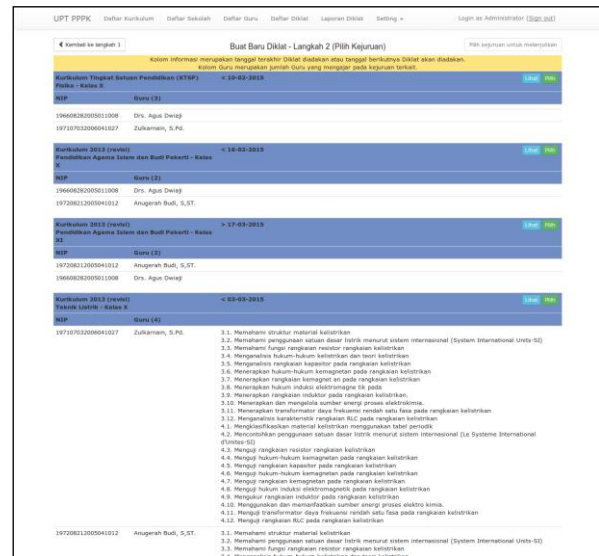 UPT PPPK Daftar Kurikulum Daftar Sekolah Daftar Guru Daftar Diklat Laporan Diklat Setting Login as Administrator (Sign out)
Kembali ke langkah 1 Buat Baru Diklat - Langkah 2 (Pilih Kejuruan) Pilih kejuruan untuk melanjutkan
Kolom informasi merupakan tanggal terakhir Diklat diadakan atau tanggal berikutnya Diklat akan diadakan.
Kolom Guru merupakan jumlah Guru yang mengajar pada kejuruan terkait.
Kurikulum Tingkat Satuan Pendidikan (KTSP) < 10-02-2015 Lihat Pilih
Fisika - Kelas X
NIP Guru (2)
196608282005011008 Drs. Agus Dwiaji
197107032006041027 Zulkarnain, S.Pd.
Kurikulum 2013 (revisi) < 16-02-2015 Lihat Pilih
Pendidikan Agama Islam dan Budi Pekerti - Kelas
X
NIP Guru (2)
196608282005011008 Drs. Agus Dwiaji
197208212005041012 Anugerah Budi, S,ST.
Kurikulum 2013 (revisi) > 17-03-2015 Lihat Pilih
Pendidikan Agama Islam dan Budi Pekerti - Kelas
XI
NIP Guru (2)
197208212005041012 Anugerah Budi, S,ST.
196608282005011008 Drs. Agus Dwiaji
Kurikulum 2013 (revisi) < 03-03-2015 Lihat Pilih
Teknik Listrik - Kelas X
NIP Guru (4)
197107032006041027 Zulkarnain, S.Pd. 3.1. Memahami struktur material kelistrikan
3.2. Memahami penggunaan satuan dasar listrik menurut sistem internasional (System International Units-SI)
3.3. Memahami fungsi rangkaian resistor rangkaian kelistrikan
3.4. Menganalisis hukum-hukum kelistrikan dan teori kelistrikan
3.5. Menganalisis rangkaian kapasitor pada rangkaian kelistrikan
3.6. Menerapkan hukum-hukum kemagnetan pada rangkaian kelistrikan
3.7. Menerapkan rangkaian kemagnet an pada rangkaian kelistrikan.
3.8. Menerapkan hukum induksi elektromagne tik pada
3.9. Menerapkan rangkaian induktor pada rangkaian kelistrikan.
3.10. Menerapkan dan mengelola sumber energi proses elektrokimia.
3.11. Menerapkan transformator daya frekuensi rendah satu fasa pada rangkaian kelistrikan
3.12. Menganalisis karakteristik rangkaian RLC pada rangkaian kelistrikan
4.1. Mengklasifikasikan material kelistrikan menggunakan tabel periodik
4.2. Mencontohkan penggunaan satuan dasar listrik menurut sistem internasional (Le Systeme International
d'Unites-SI)
4.3. Menguji rangkaian resistor rangkaian kelistrikan
4.4. Menguji hukum-hukum kemagnetan pada rangkaian kelistrikan
4.5. Menguji rangkaian kapasitor pada rangkaian kelistrikan
4.6. Menguji hukum-hukum kemagnetan pada rangkaian kelistrikan
4.7. Menguji rangkaian kemagnetan pada rangkaian kelistrikan
4.8. Menguji hukum induksi elektromagnetik pada rangkaian kelistrikan
4.9. Mengukur rangkaian induktor pada rangkaian kelistrikan
4.10. Menggunakan dan memanfaatkan sumber energi proses elektro kimia.
4.11. Menguji transformator daya frekuensi rendah satu fasa pada rangkaian kelistrikan
4.12. Menguji rangkaian RLC pada rangkaian kelistrikan
197208212005041012 Anugerah Budi, S,ST. 3.1. Memahami struktur material kelistrikan
3.2. Memahami penggunaan satuan dasar listrik menurut sistem internasional (System International Units-SI)
3.3. Memahami fungsi rangkaian resistor rangkaian kelistrikan